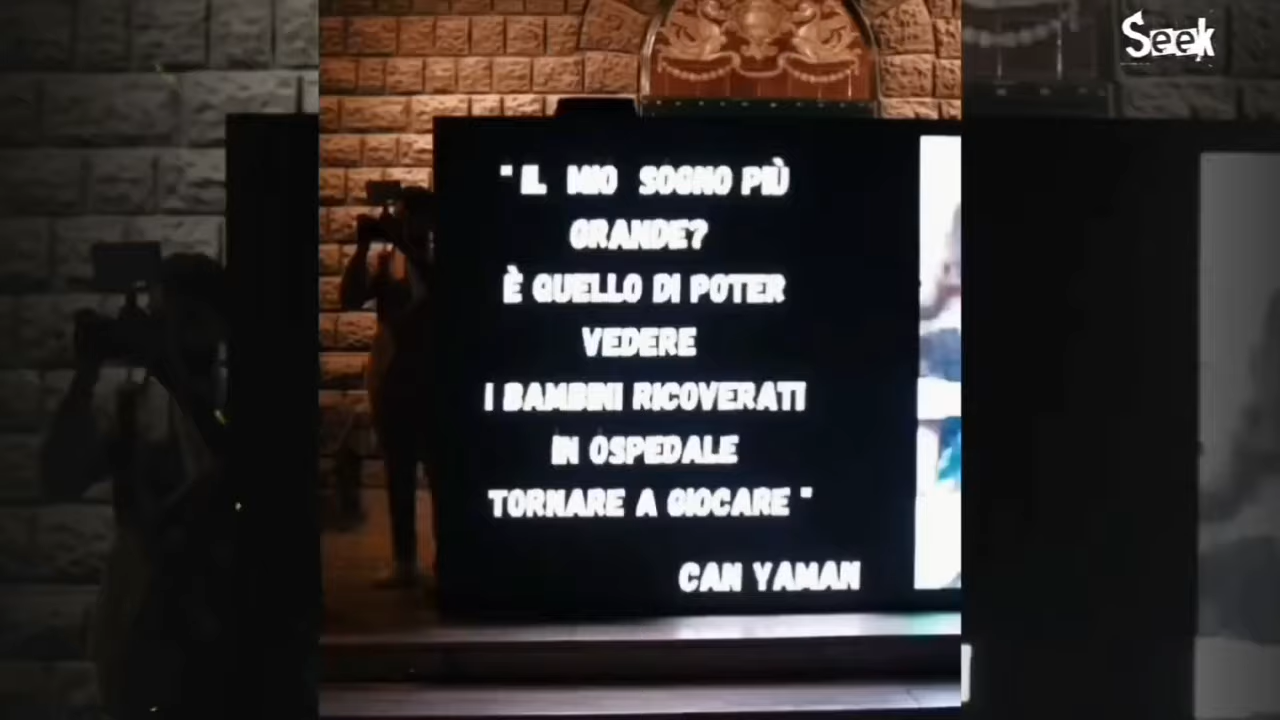 Seek
" IL MIO SOGNO PIÙ
GRANDE?
È QUELLO DI POTER
VEDERE
I BAMBINI RICOVERATI
IN OSPEDALE
TORNARE A GIOCARE "
CAN YAMAN